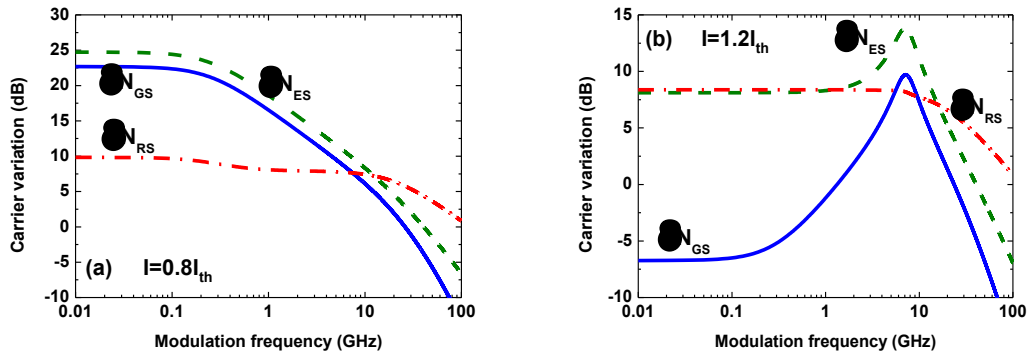 (a)
25
20
15
10
5
0
-5
-10
Carrier variation (dB)
N_GS
N_ES
N_RS
(a) I=0.8I_th
0.01 0.1 1 10 100
Modulation frequency (GHz)
15
10
5
0
-5
-10
Carrier variation (dB)
(b) I=1.2I_th
N_ES
N_RS
N_GS
0.01 0.1 1 10 100
Modulation frequency (GHz)